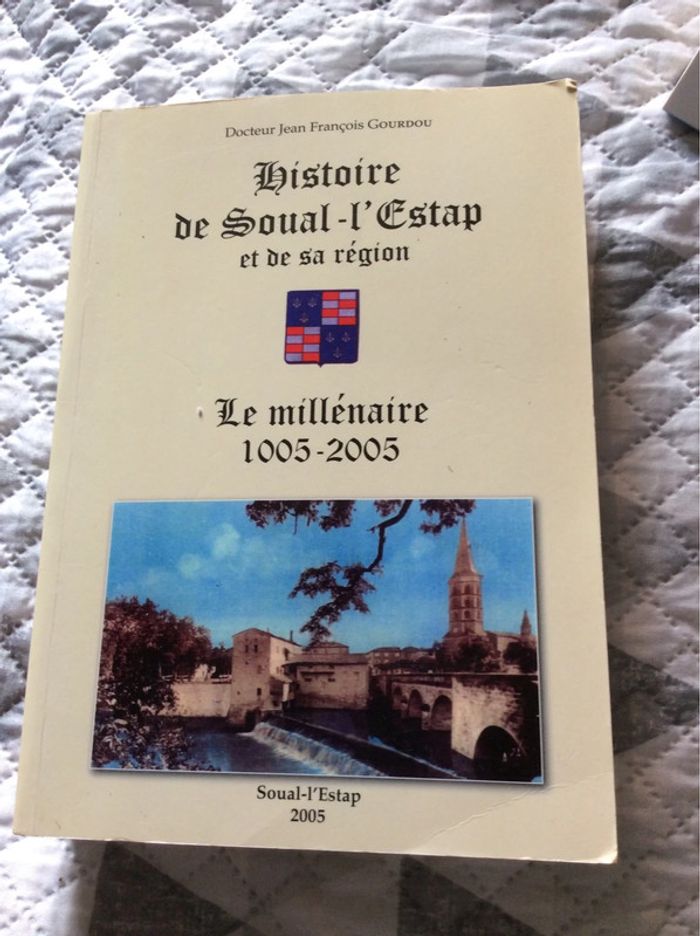 Docteur Jean François GOURDOU
Histoire
de Soual-l'Estap
et de sa région
Le millénaire
1005-2005
Soual-l'Estap
2005